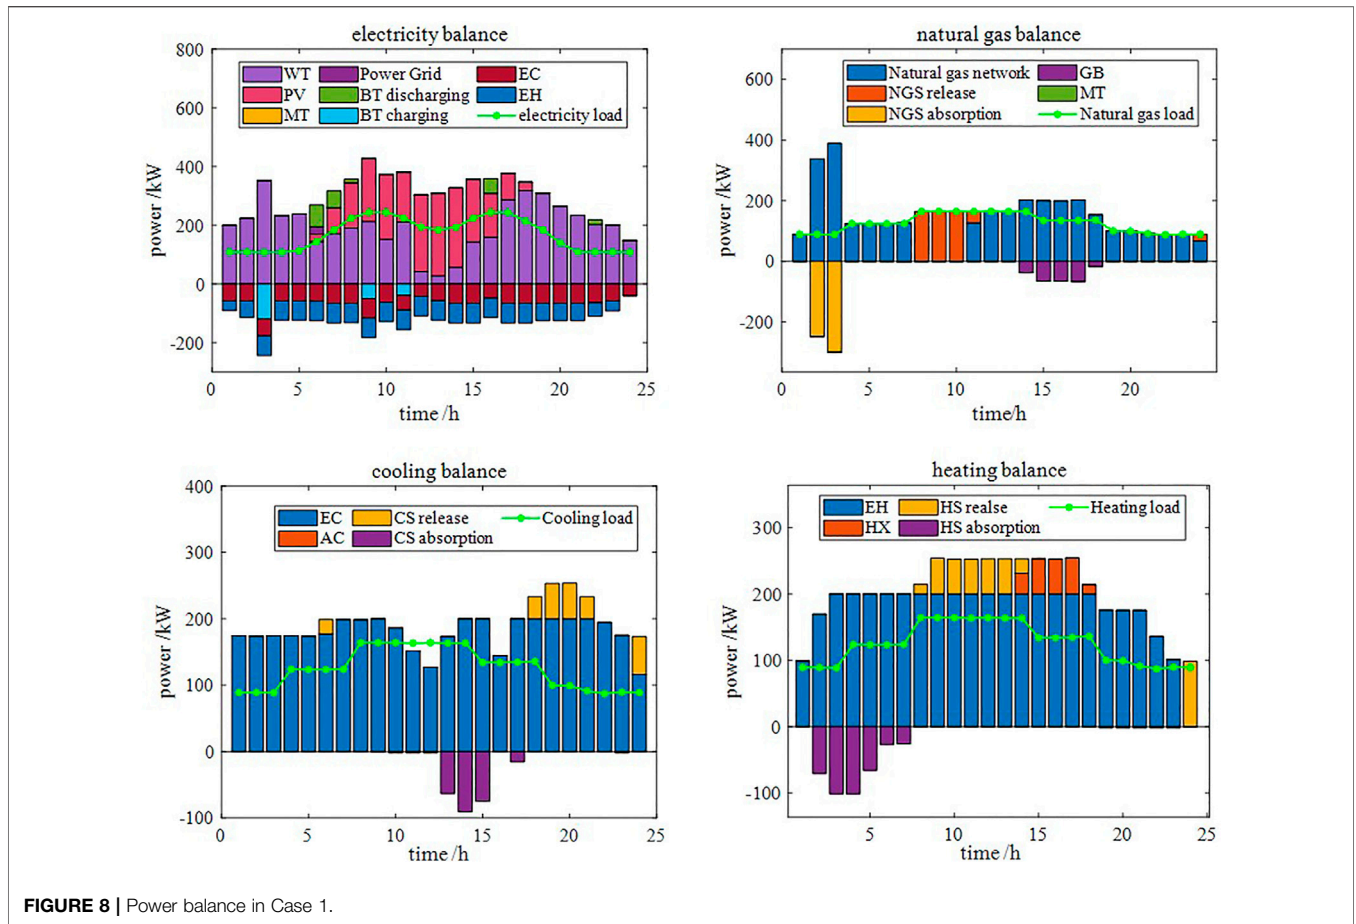 electricity balance
800
600
400
200
0
-200
power /kW
WT Power Grid EC
PV BT discharging EH
MT BT charging electricity load
0 5 10 15 20 25
time /h
natural gas balance
600
400
200
0
-200
power /kW
Natural gas network GB
NGS release MT
NGS absorption Natural gas load
0 5 10 20
time/h
cooling balance
400
300
200
100
0
-100
power /kW
EC CS release Cooling load
AC CS absorption
0 5 10 15 20 25
time /h
heating balance
300
200
100
0
-100
power /kW
EH HS realse Heating load
HX HS absorption
5 10 15 20 25
time /h
FIGURE 8 | Power balance in Case 1.